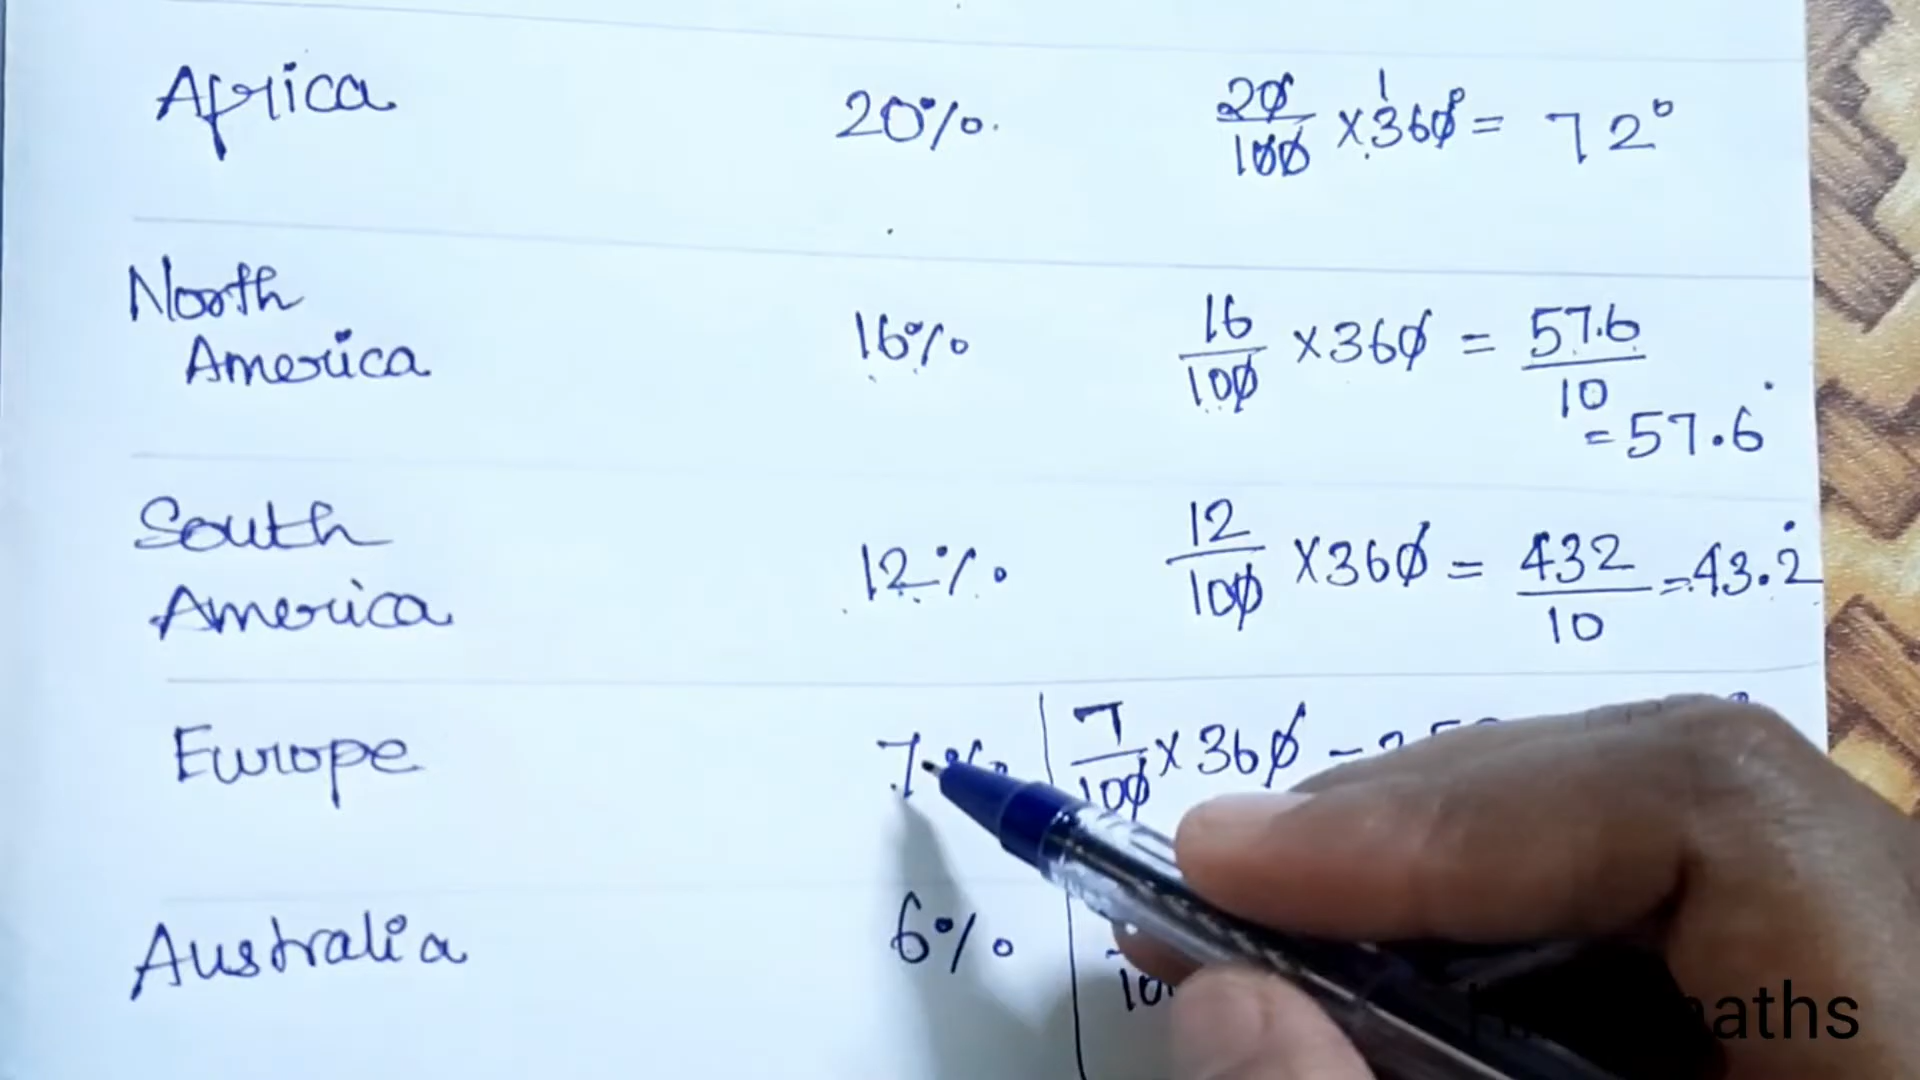 Africa 20% 20/100 × 360° = 72°
North
America 16% 16/100 × 360 = 57.6/10
= 57.6°
South
America 12% 12/100 × 360 = 432/10 = 43.2°
Europe 7% 7/100 × 360
Australia 6%
maths